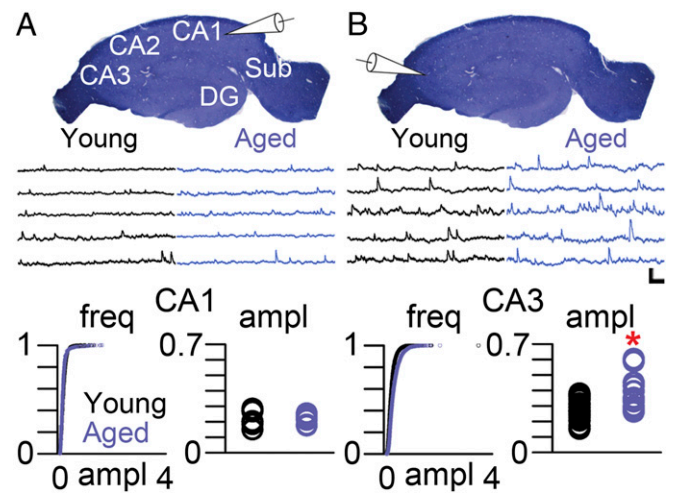 A
B
CA1
CA2
CA3
Sub
DG
Young Aged
Young Aged
CA1
freq ampl
1
0
Young
Aged
0 ampl 4
0.7
0
CA3
freq ampl
1
0
0 ampl 4
0.7
0
*